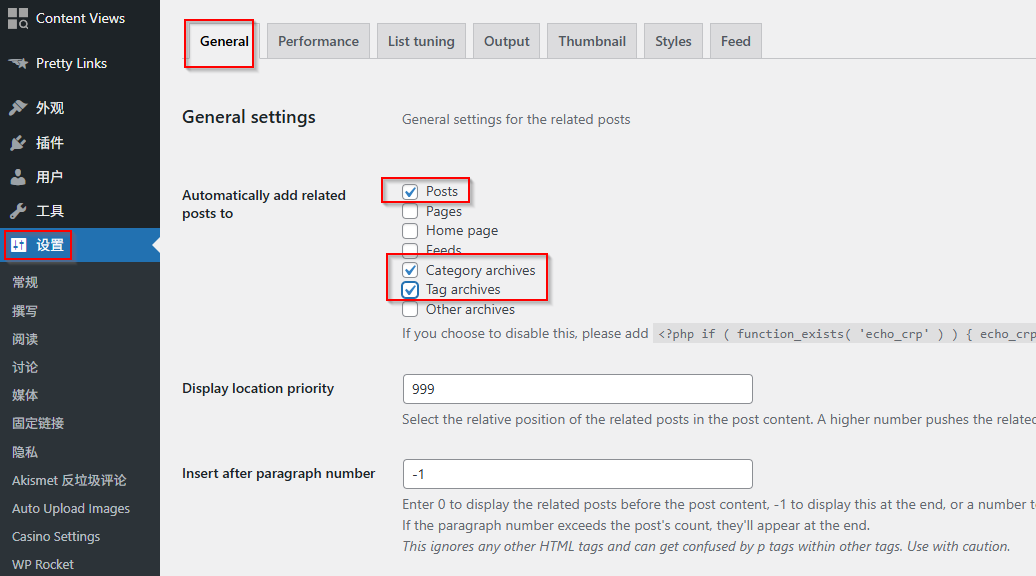 Content Views
Pretty Links
外观
插件
用户
工具
设置
常规
撰写
阅读
讨论
媒体
固定链接
隐私
Akismet 反垃圾评论
Auto Upload Images
Casino Settings
WP Rocket
General
Performance
List tuning
Output
Thumbnail
Styles
Feed
General settings
General settings for the related posts
Automatically add related
posts to
Posts
Pages
Home page
Feeds
Category archives
Tag archives
Other archives
If you choose to disable this, please add <?php if ( function_exists( 'echo_crp' ) ) { echo_crp
Display location priority
999
Select the relative position of the related posts in the post content. A higher number pushes the related
Insert after paragraph number
-1
Enter 0 to display the related posts before the post content, -1 to display this at the end, or a number t
If the paragraph number exceeds the post's count, they'll appear at the end.
This ignores any other HTML tags and can get confused by p tags within other tags. Use with caution.